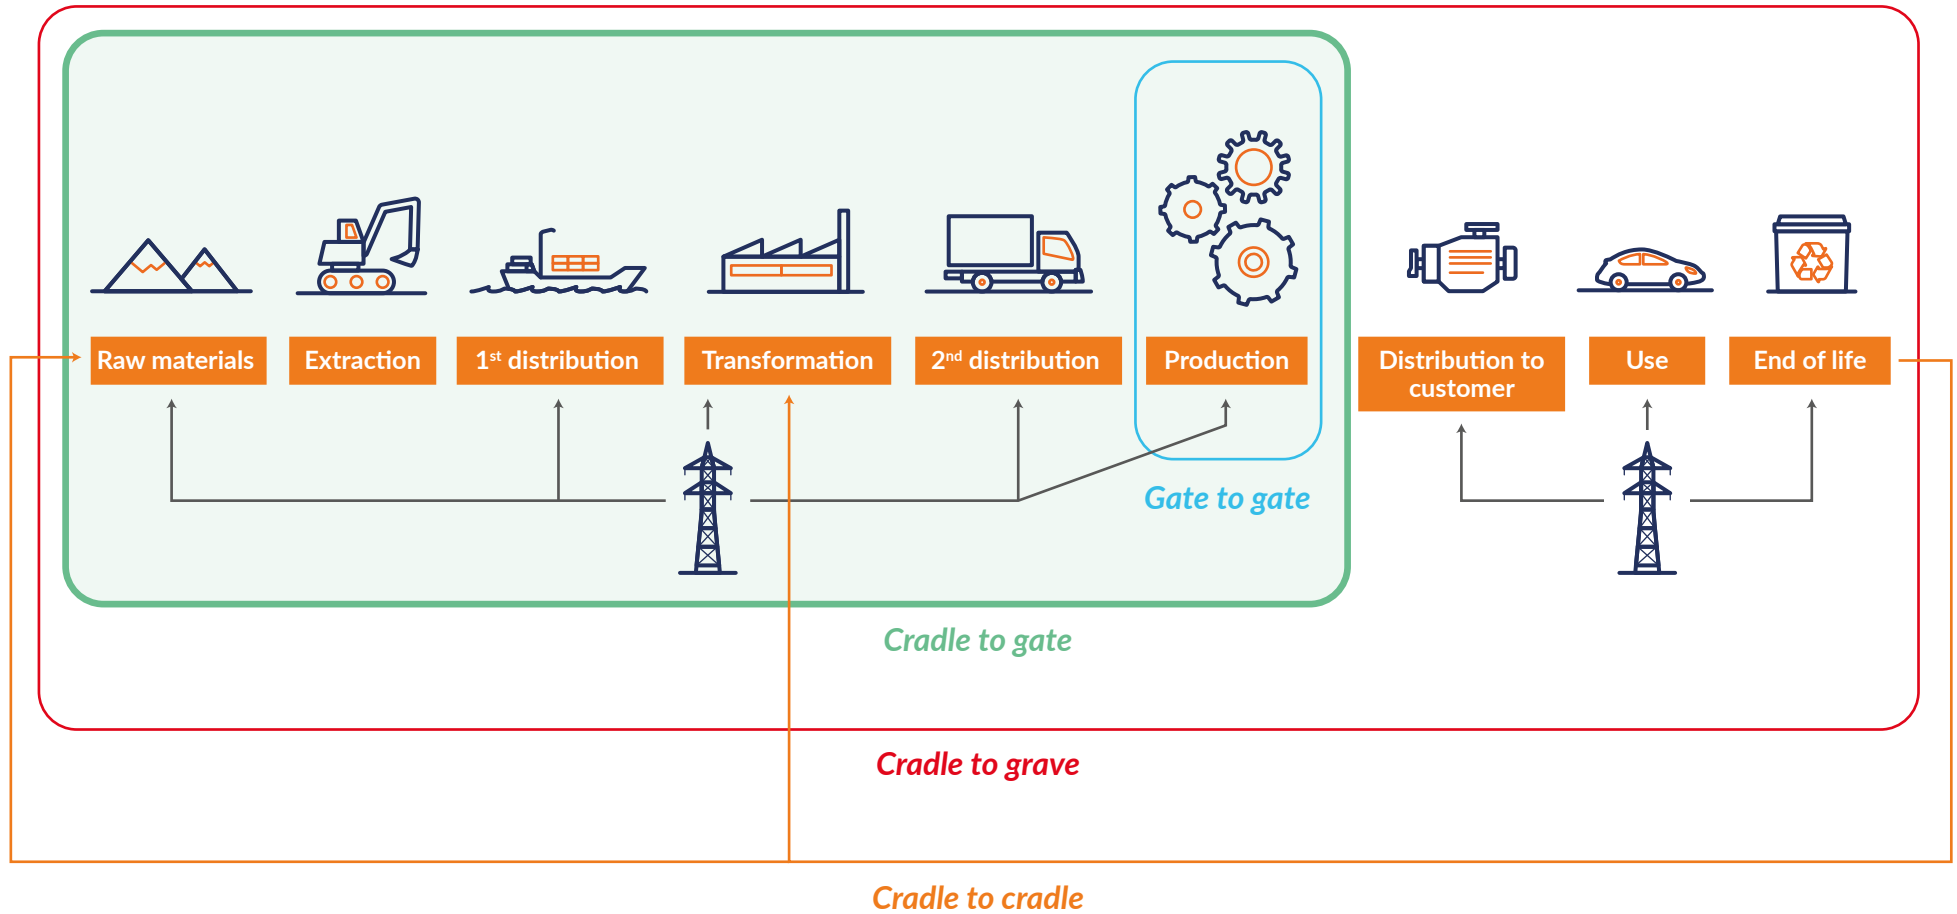 Raw materials
Extraction
1st distribution
Transformation
2nd distribution
Production
Distribution to
customer
Use
End of life
Gate to gate
Cradle to gate
Cradle to grave
Cradle to cradle